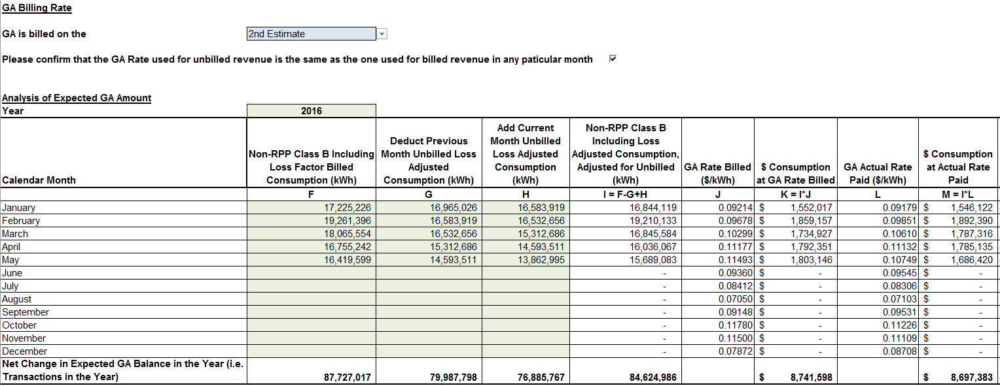 GA Billing Rate
GA is billed on the 2nd Estimate
Please confirm that the GA Rate used for unbilled revenue is the same as the one used for billed revenue in any paticular month
Analysis of Expected GA Amount
Year 2016
Calendar Month
Non-RPP Class B Including
Loss Factor Billed
Consumption (kWh)
Deduct Previous
Month Unbilled Loss
Adjusted
Consumption (kWh)
Add Current
Month Unbilled
Loss Adjusted
Consumption
(kWh)
Non-RPP Class B
Including Loss
Adjusted Consumption,
Adjusted for Unbilled
(kWh)
GA Rate Billed
($/kWh)
$ Consumption
at GA Rate Billed
GA Actual Rate
Paid ($/kWh)
$ Consumption
at Actual Rate
Paid
F G H I = F-G+H J K = I*J L M = I*L
January 17,225,226 16,965,026 16,583,919 16,844,119 0.09214 $ 1,552,017 0.09179 $ 1,546,122
February 19,261,396 16,583,919 16,532,656 19,210,133 0.09678 $ 1,859,157 0.09851 $ 1,892,390
March 18,065,554 16,532,656 15,312,686 16,845,584 0.10299 $ 1,734,927 0.10610 $ 1,787,316
April 16,755,242 15,312,686 14,593,511 16,036,067 0.11177 $ 1,792,351 0.11132 $ 1,785,135
May 16,419,599 14,593,511 13,862,995 15,689,083 0.11493 $ 1,803,146 0.10749 $ 1,686,420
June - 0.09360 $ - 0.09545 $ -
July - 0.08412 $ - 0.08306 $ -
August - 0.07050 $ - 0.07103 $ -
September - 0.09148 $ - 0.09531 $ -
October - 0.11780 $ - 0.11226 $ -
November - 0.11500 $ - 0.11109 $ -
December - 0.07872 $ - 0.08708 $ -
Net Change in Expected GA Balance in the Year (i.e.
Transactions in the Year) 87,727,017 79,987,798 76,885,767 84,624,986 $ 8,741,598 $ 8,697,383